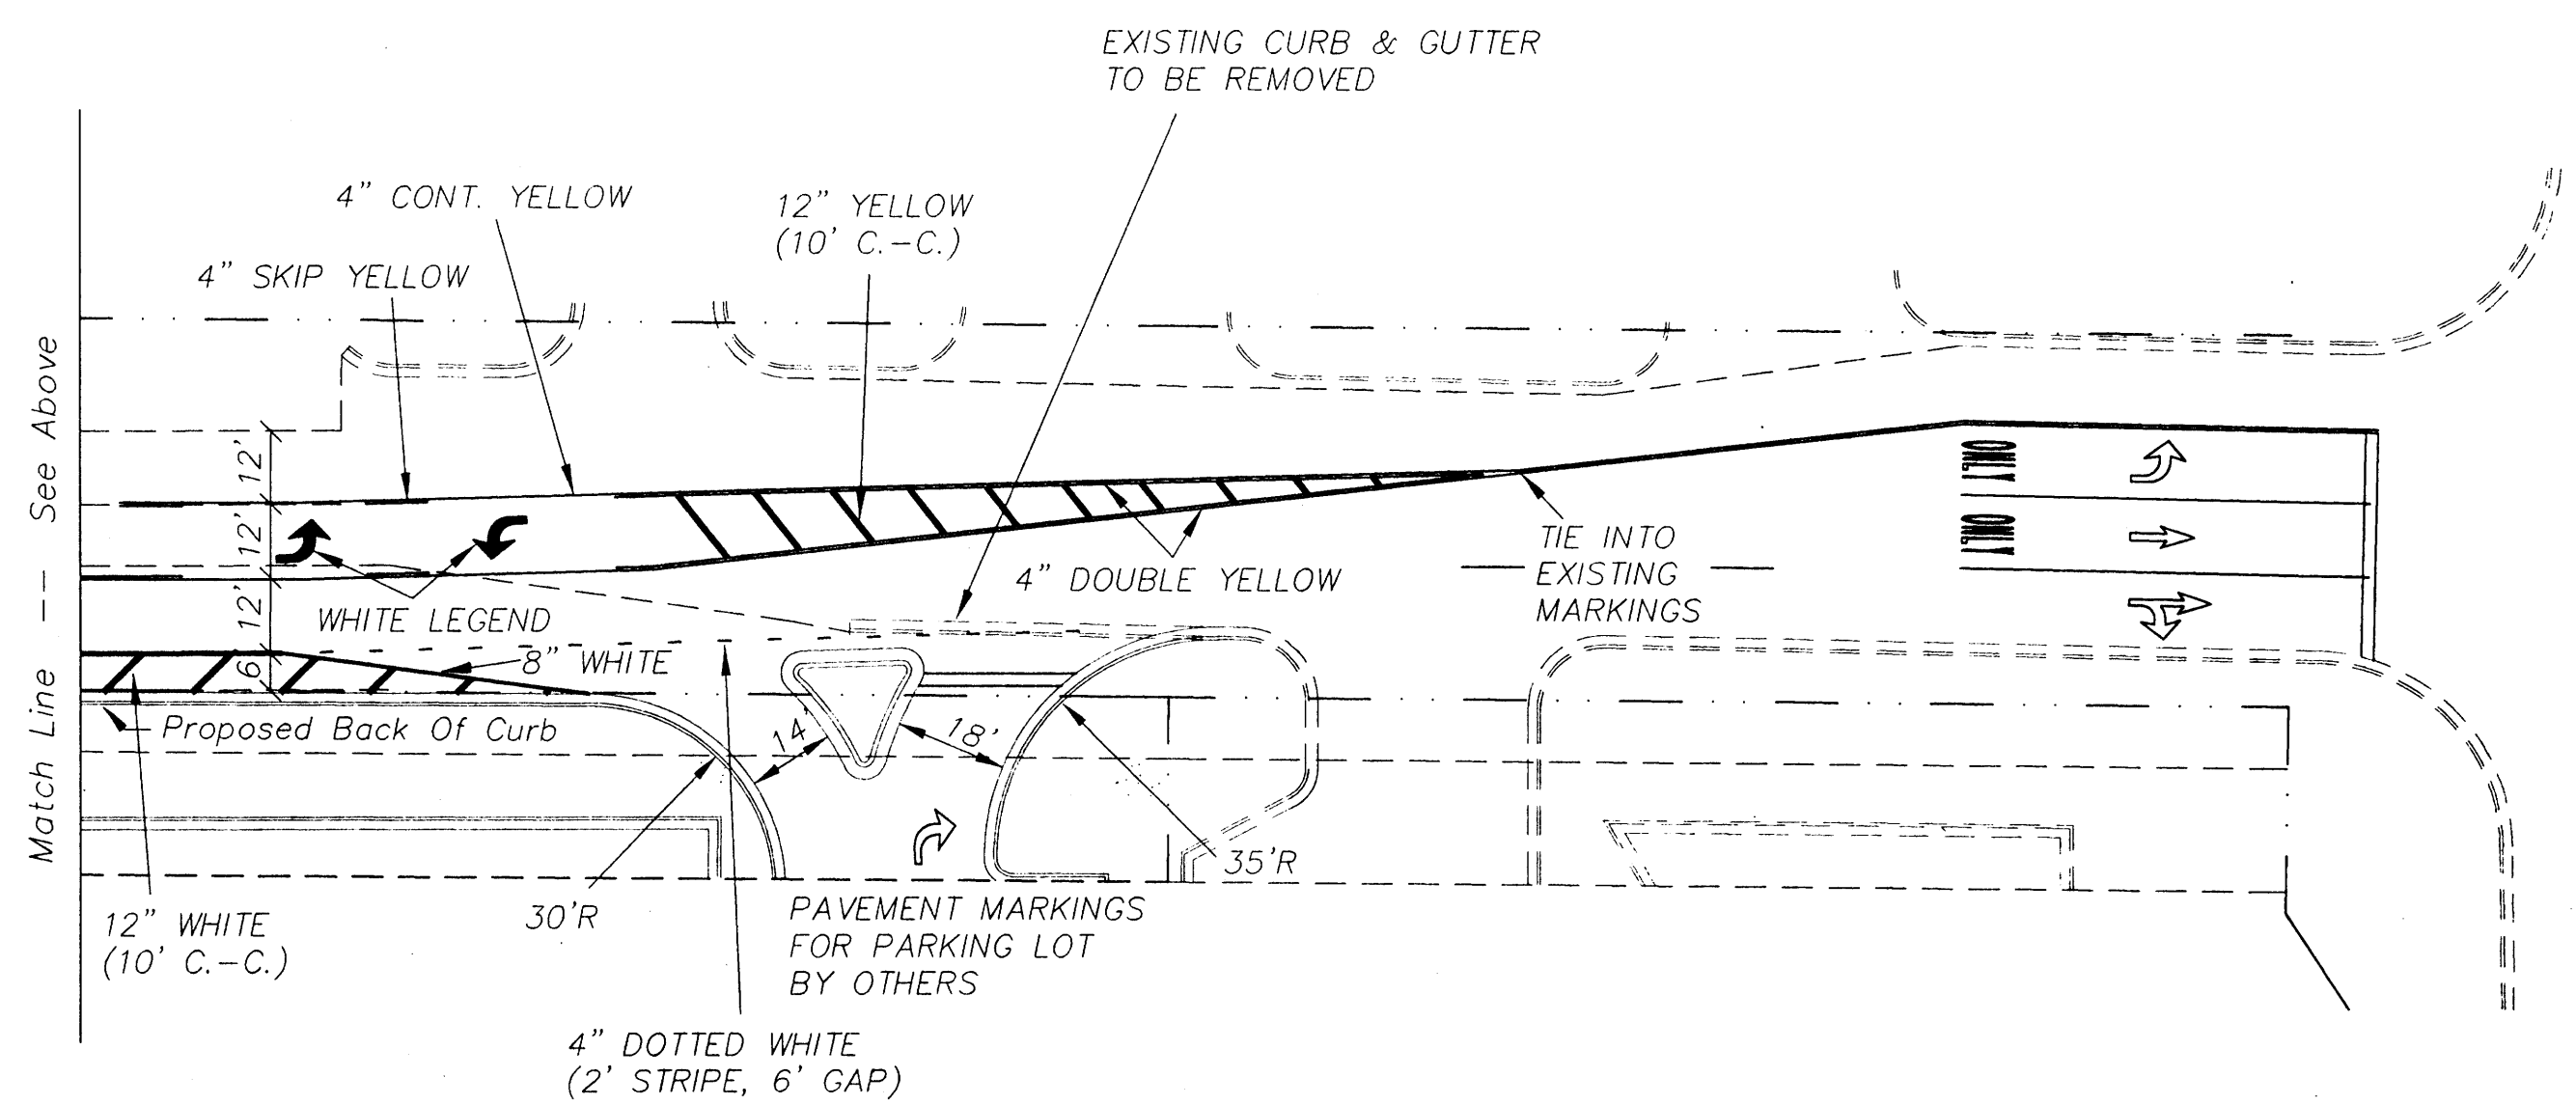 EXISTING CURB & GUTTER
TO BE REMOVED
4" CONT. YELLOW
12" YELLOW
(10' C.-C.)
4" SKIP YELLOW
Match Line -- See Above
12'
12'
12'
6'
WHITE LEGEND
8" WHITE
4" DOUBLE YELLOW
TIE INTO
EXISTING
MARKINGS
ONLY
ONLY
Proposed Back Of Curb
14'
18'
35'R
30'R
12" WHITE
(10' C.-C.)
PAVEMENT MARKINGS
FOR PARKING LOT
BY OTHERS
4" DOTTED WHITE
(2' STRIPE, 6' GAP)